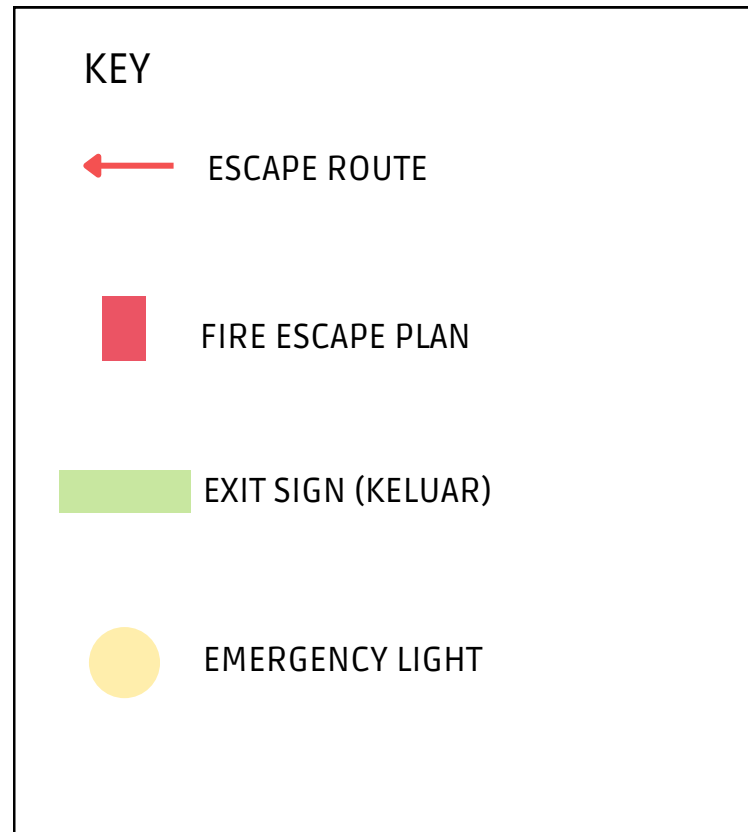 KEY
ESCAPE ROUTE
FIRE ESCAPE PLAN
EXIT SIGN (KELUAR)
EMERGENCY LIGHT